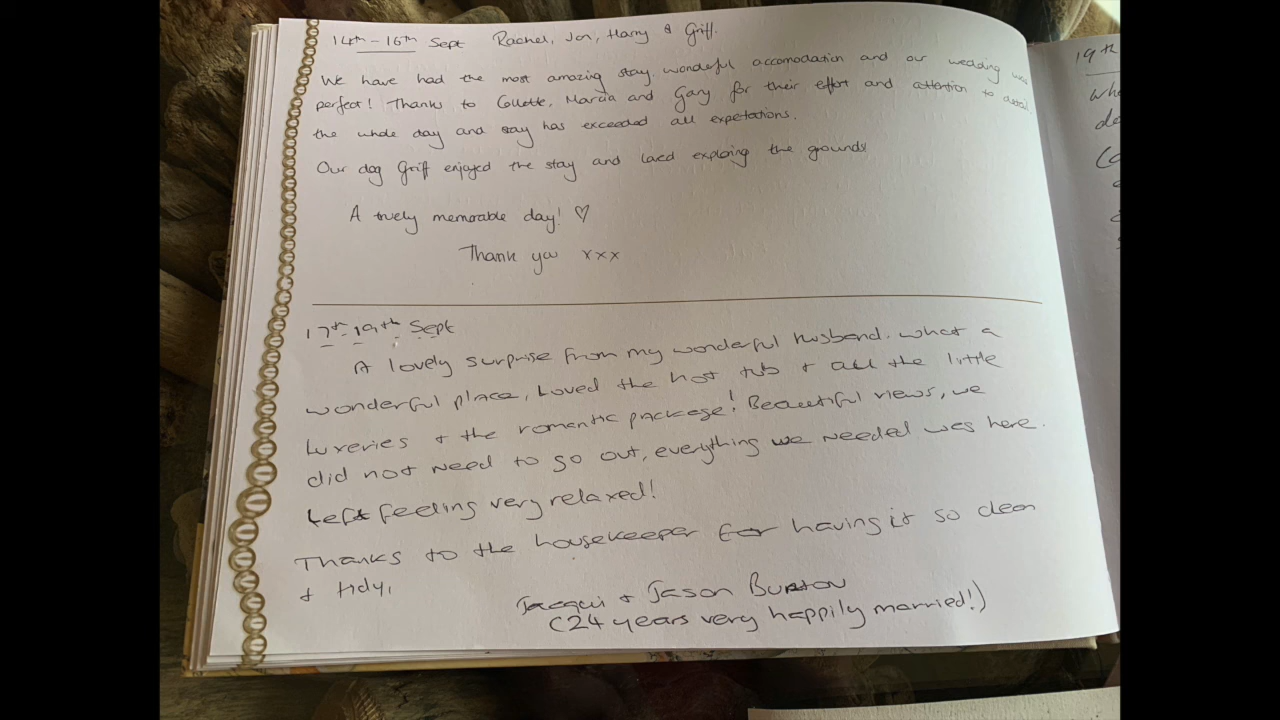 14th - 16th Sept Rachel, Jon, Harry & Griff.
We have had the most amazing stay. wonderful accomodation and our wedding was
perfect! Thanks to Collette, Marcia and Gary for their effort and attention to detail.
the whole day and stay has exceeded all expetations.
Our dog Griff enjoyed the stay and loved exploring the grounds
A truely memorable day! ♡
Thank you xxx
17th-19th Sept
A lovely surprise from my wonderful husband. what a
wonderful place, Loved the hot tub + all the little
Luxeries + the romantic package! Beautiful views, we
did not need to go out, everything we needed was here.
Left feeling very relaxed!
Thanks to the housekeeper for having it so clean
+ tidy,
Jacqui + Jason Burton
(24 years very happily married!)
19th